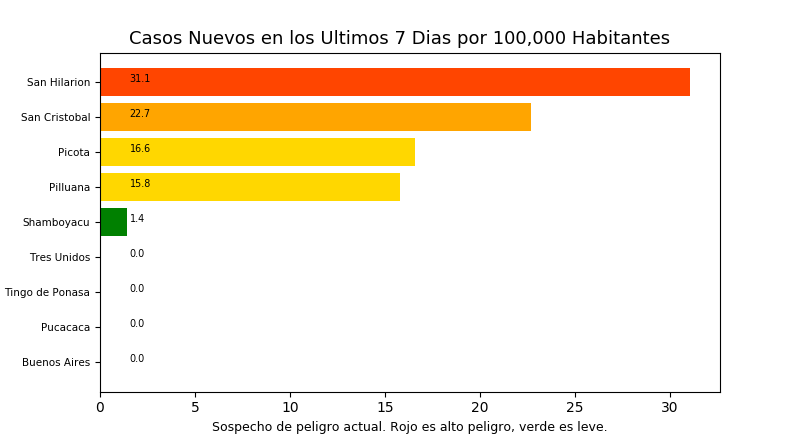 Casos Nuevos en los Ultimos 7 Dias por 100,000 Habitantes
San Hilarion 31.1
San Cristobal 22.7
Picota 16.6
Pilluana 15.8
Shamboyacu 1.4
Tres Unidos 0.0
Tingo de Ponasa 0.0
Pucacaca 0.0
Buenos Aires 0.0
0 5 10 15 20 25 30
Sospecho de peligro actual. Rojo es alto peligro, verde es leve.